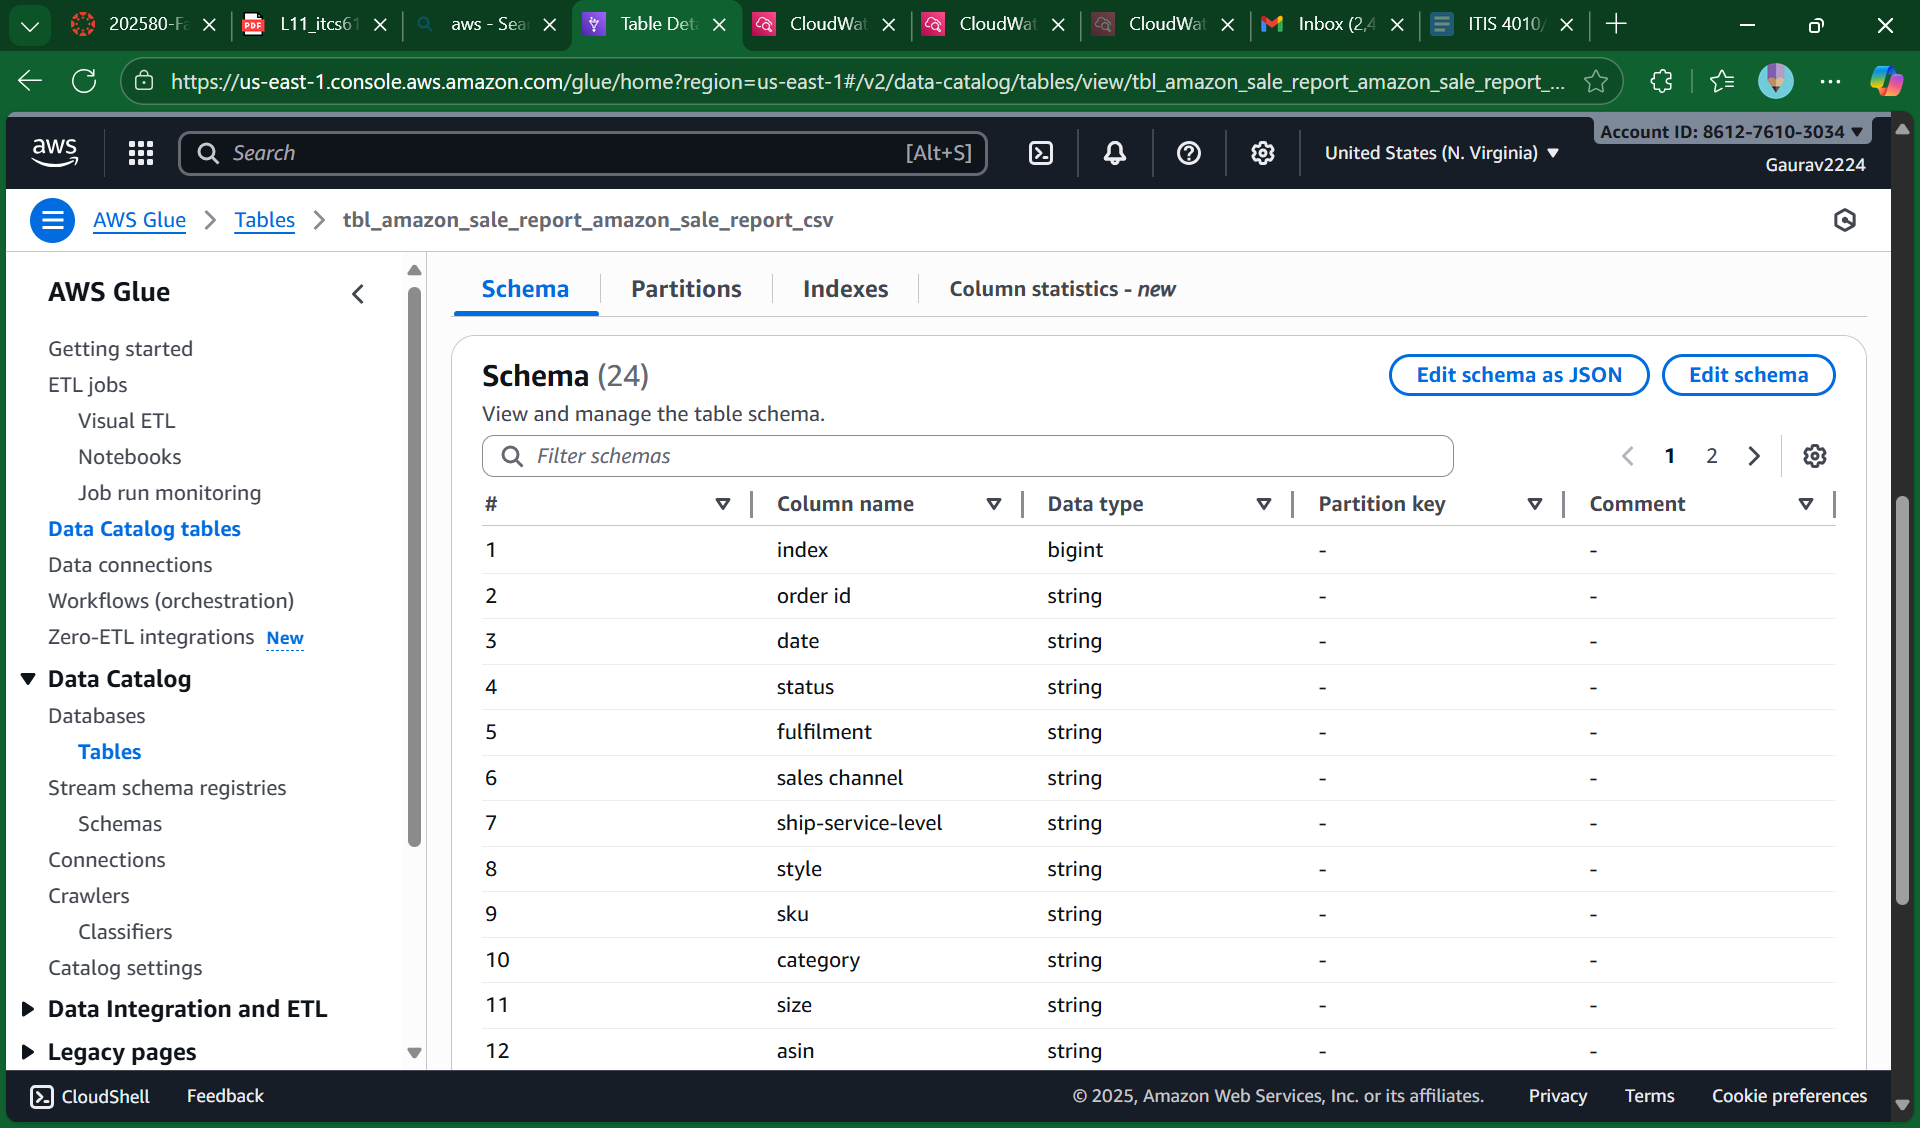 202580-Fa
L11_itcs61
aws - Sear
Table Deta
CloudWat
CloudWat
CloudWat
Inbox (2,4
ITIS 4010/
https://us-east-1.console.aws.amazon.com/glue/home?region=us-east-1#/v2/data-catalog/tables/view/tbl_amazon_sale_report_amazon_sale_report_...
aws
Search
[Alt+S]
United States (N. Virginia)
Account ID: 8612-7610-3034
Gaurav2224
AWS Glue
Tables
tbl_amazon_sale_report_amazon_sale_report_csv
AWS Glue
Getting started
ETL jobs
Visual ETL
Notebooks
Job run monitoring
Data Catalog tables
Data connections
Workflows (orchestration)
Zero-ETL integrations New
Data Catalog
Databases
Tables
Stream schema registries
Schemas
Connections
Crawlers
Classifiers
Catalog settings
Data Integration and ETL
Legacy pages
Schema
Partitions
Indexes
Column statistics - new
Schema (24)
Edit schema as JSON
Edit schema
View and manage the table schema.
Filter schemas
1 2
# Column name Data type Partition key Comment
1 index bigint - -
2 order id string - -
3 date string - -
4 status string - -
5 fulfilment string - -
6 sales channel string - -
7 ship-service-level string - -
8 style string - -
9 sku string - -
10 category string - -
11 size string - -
12 asin string - -
CloudShell
Feedback
© 2025, Amazon Web Services, Inc. or its affiliates.
Privacy
Terms
Cookie preferences